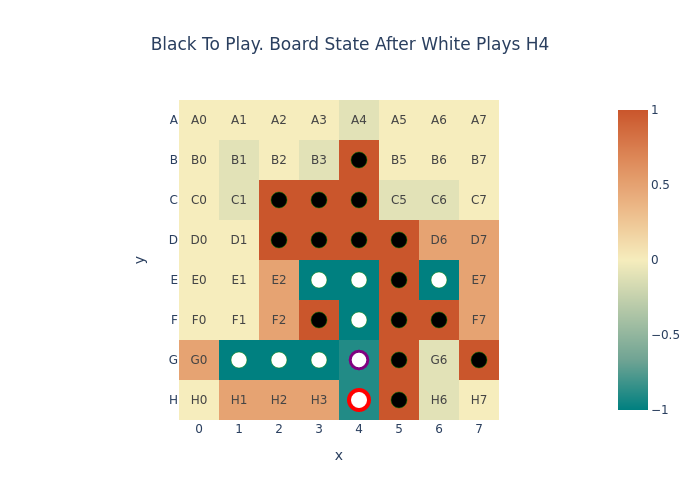 Black To Play. Board State After White Plays H4
A A0 A1 A2 A3 A4 A5 A6 A7
B B0 B1 B2 B3 B5 B6 B7
C C0 C1 C5 C6 C7
D D0 D1 D6 D7
E E0 E1 E2 E7
F F0 F1 F2 F7
G G0 G6
H H0 H1 H2 H3 H6 H7
0 1 2 3 4 5 6 7
x
y
1
0.5
0
−0.5
−1